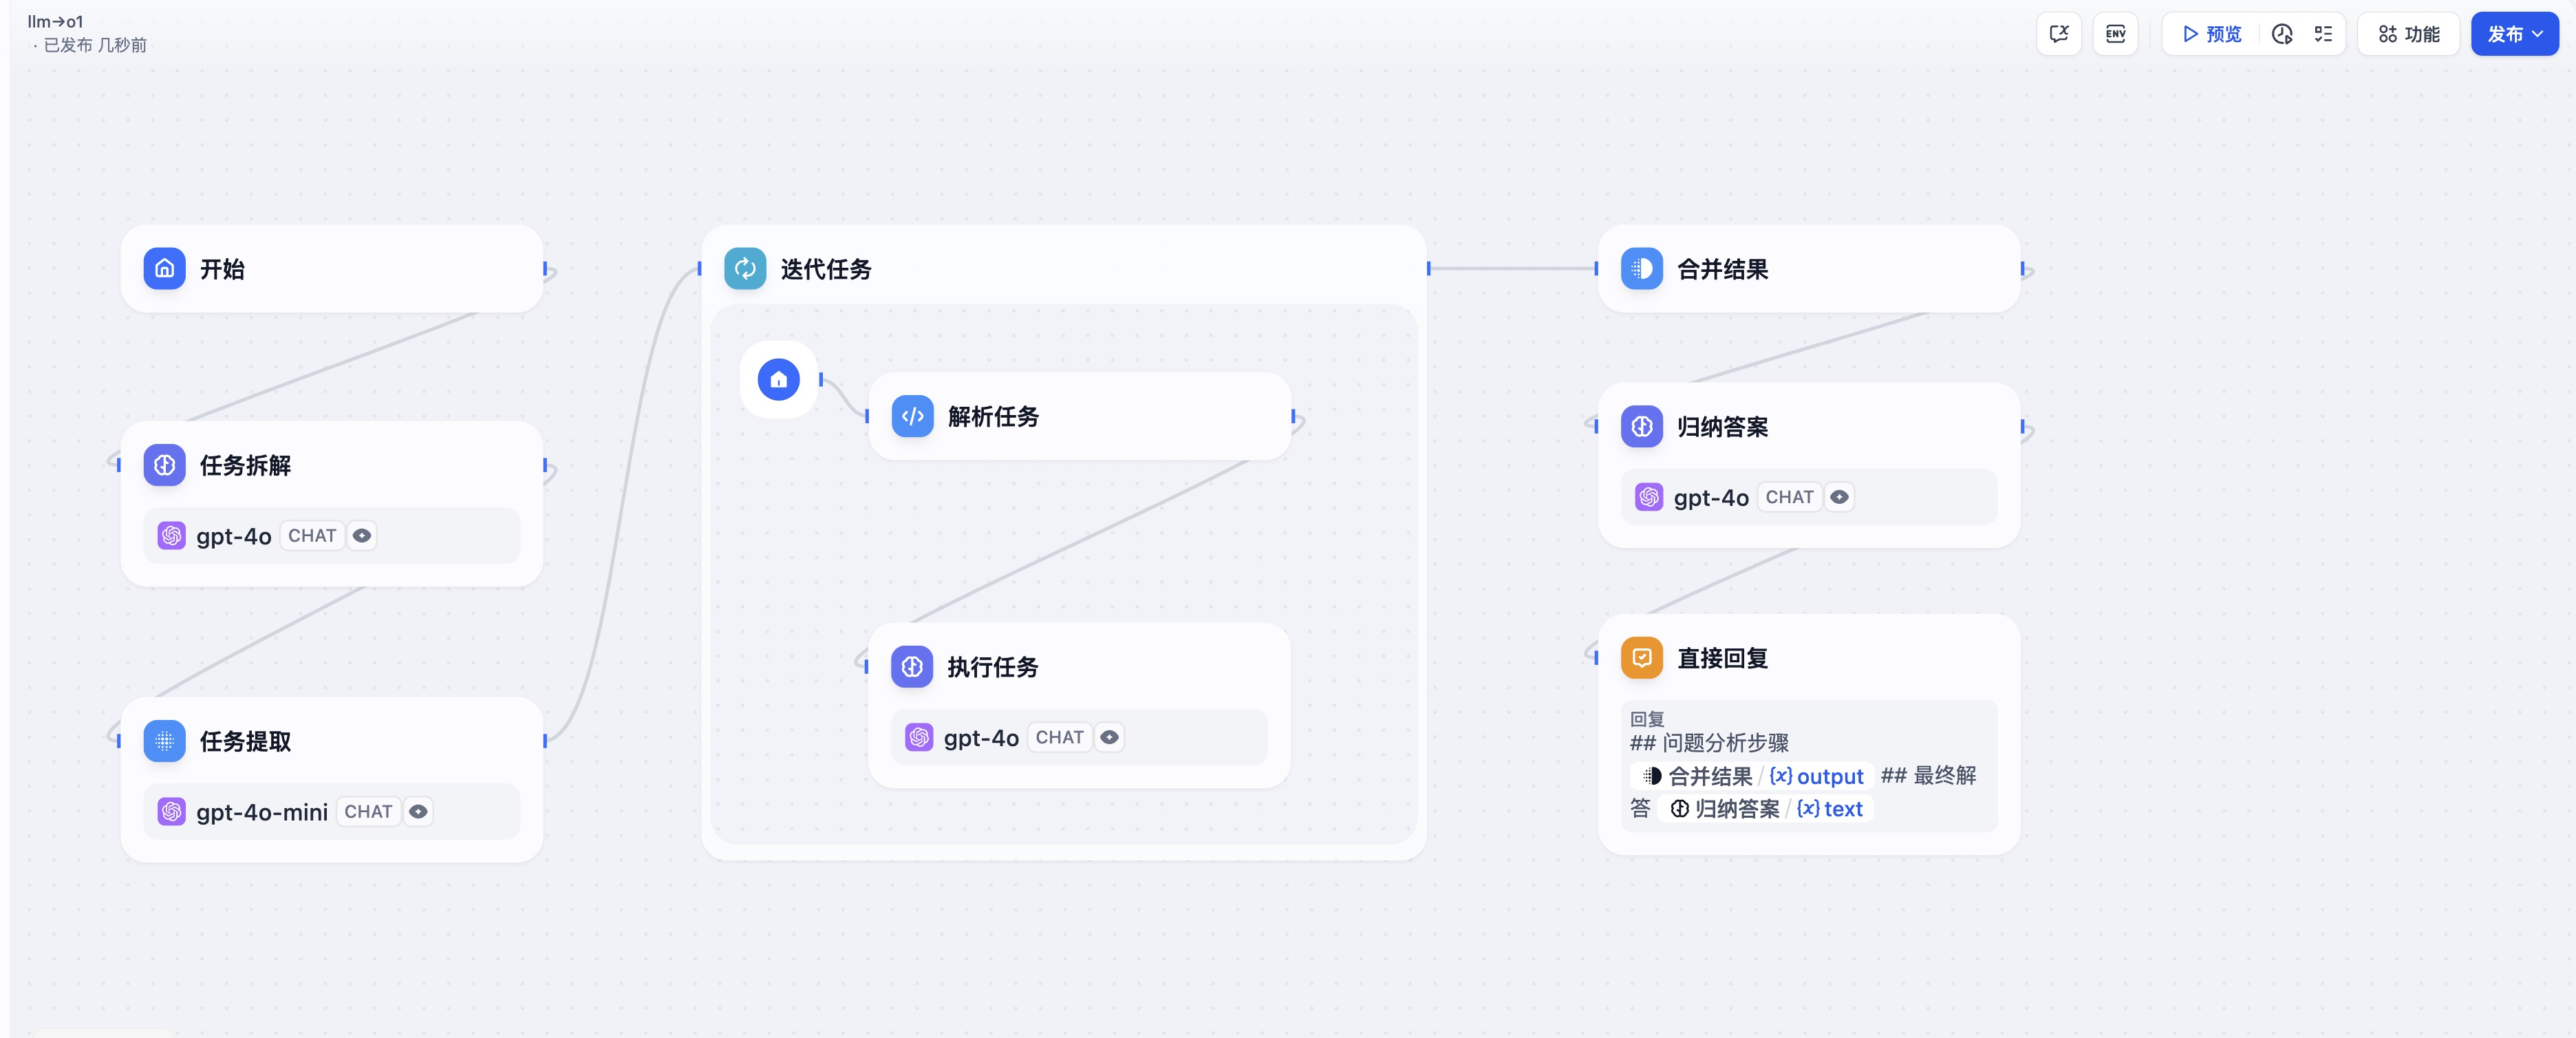 llm→o1
· 已发布 几秒前
ENV
预览
功能
发布
开始
任务拆解
gpt-4o CHAT
任务提取
gpt-4o-mini CHAT
迭代任务
解析任务
执行任务
gpt-4o CHAT
合并结果
归纳答案
gpt-4o CHAT
直接回复
回复
## 问题分析步骤
合并结果 / {x} output ## 最终解
答 归纳答案 / {x} text